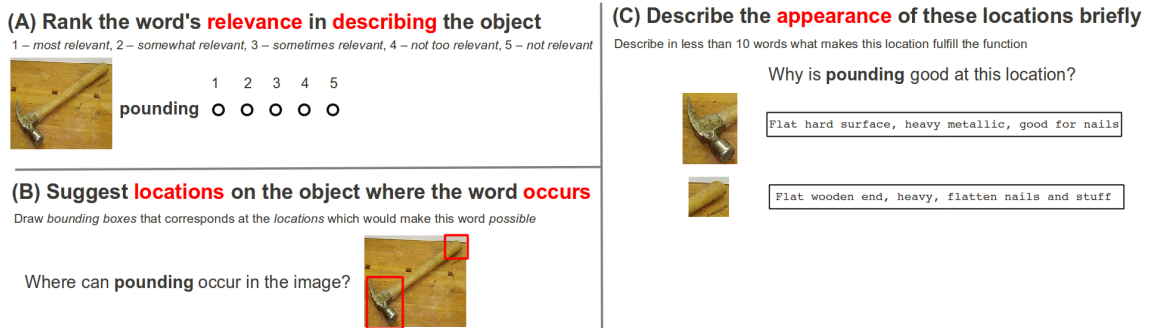 (A) Rank the word's relevance in describing the object
1 – most relevant, 2 – somewhat relevant, 3 – sometimes relevant, 4 – not too relevant, 5 – not relevant
1 2 3 4 5
pounding
(B) Suggest locations on the object where the word occurs
Draw bounding boxes that corresponds at the locations which would make this word possible
Where can pounding occur in the image?
(C) Describe the appearance of these locations briefly
Describe in less than 10 words what makes this location fulfill the function
Why is pounding good at this location?
Flat hard surface, heavy metallic, good for nails
Flat wooden end, heavy, flatten nails and stuff